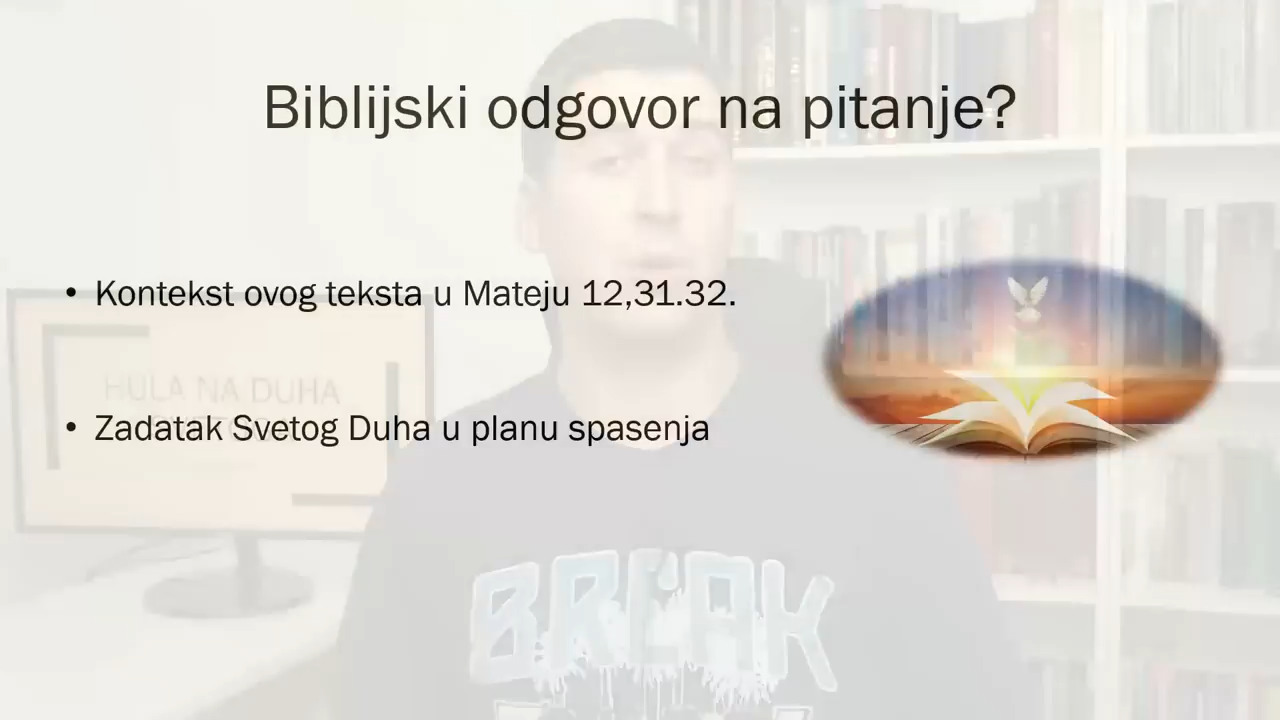 Biblijski odgovor na pitanje?
• Kontekst ovog teksta u Mateju 12,31.32.
HULA NA DUHA
• Zadatak Svetog Duha u planu spasenja
BREAK